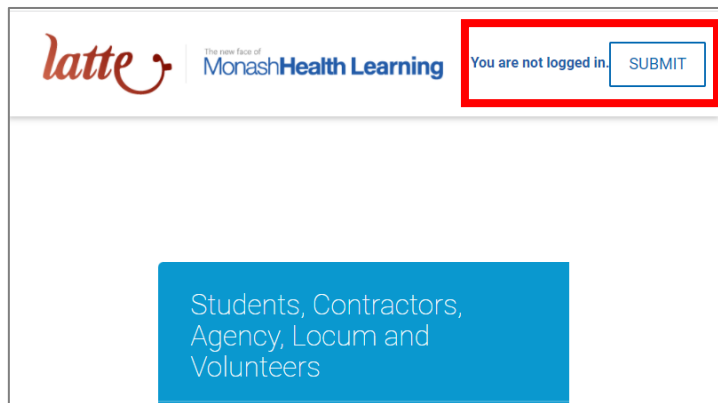 latte
The new face of
MonashHealth Learning
You are not logged in.
SUBMIT
Students, Contractors,
Agency, Locum and
Volunteers